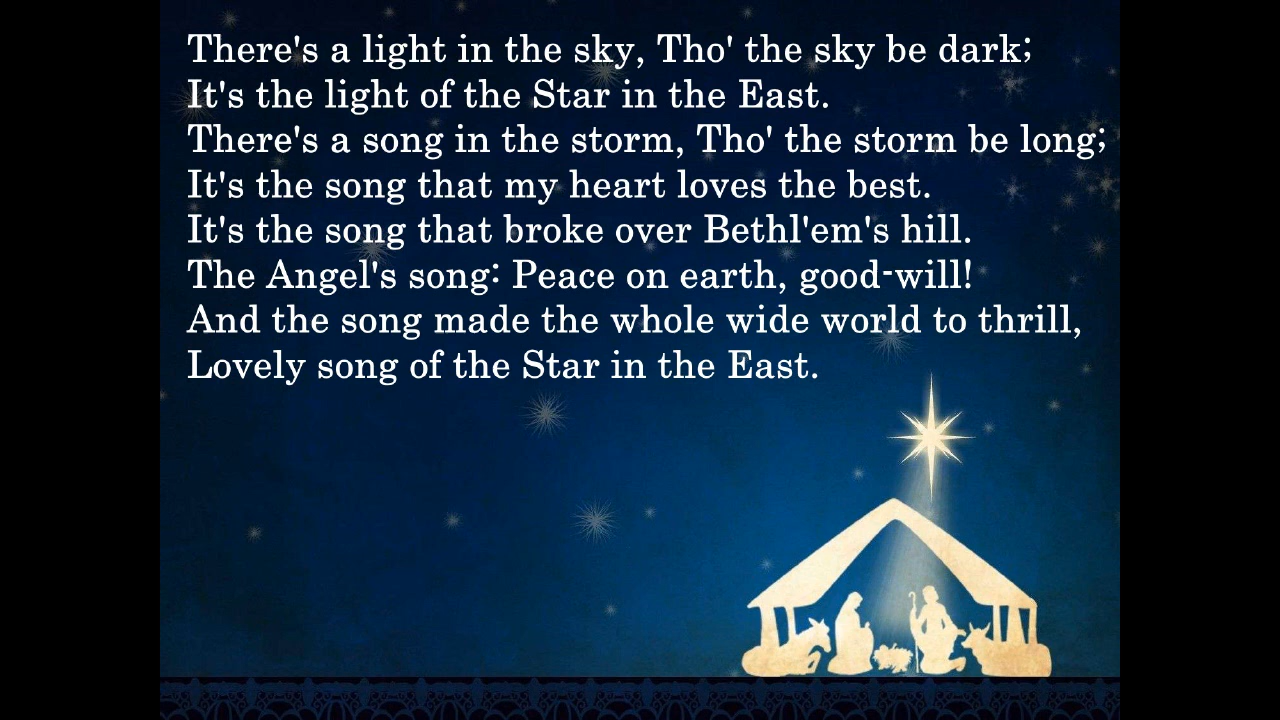 There's a light in the sky, Tho' the sky be dark;
It's the light of the Star in the East.
There's a song in the storm, Tho' the storm be long;
It's the song that my heart loves the best.
It's the song that broke over Bethl'em's hill.
The Angel's song: Peace on earth, good-will!
And the song made the whole wide world to thrill,
Lovely song of the Star in the East.